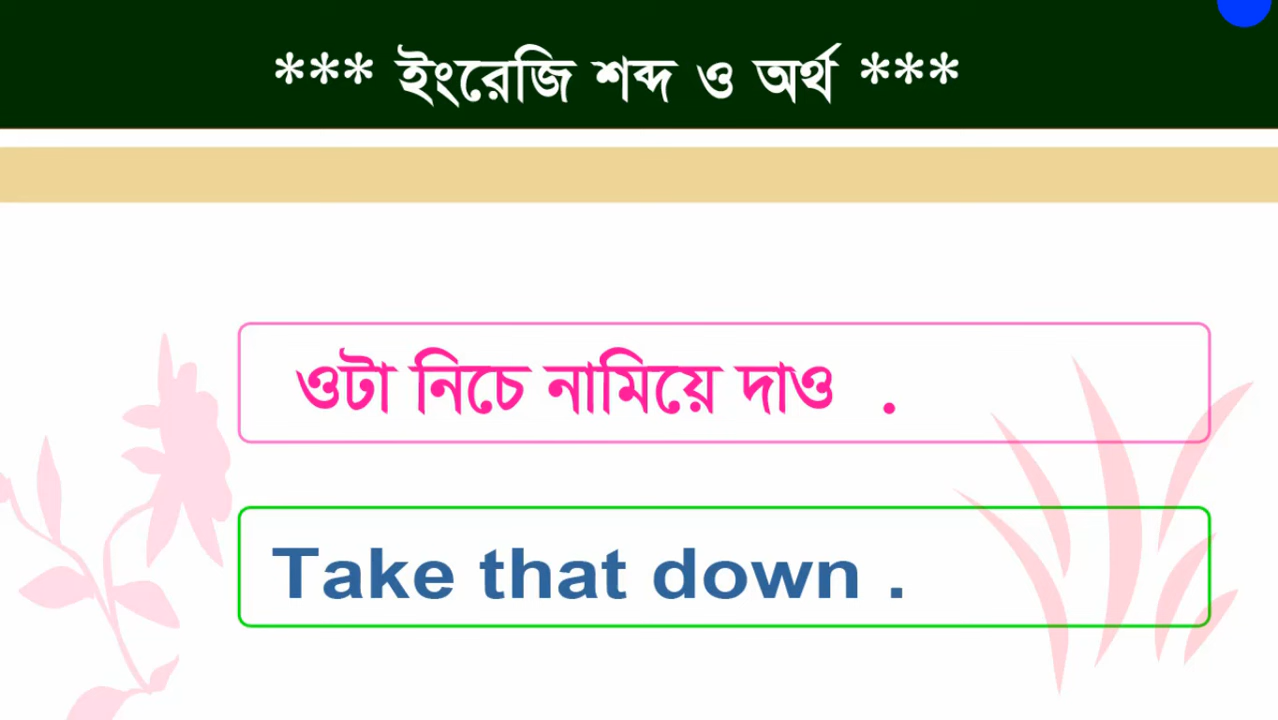 *** ইংরেজি শব্দ ও অর্থ ***
ওটা নিচে নামিয়ে দাও .
Take that down .